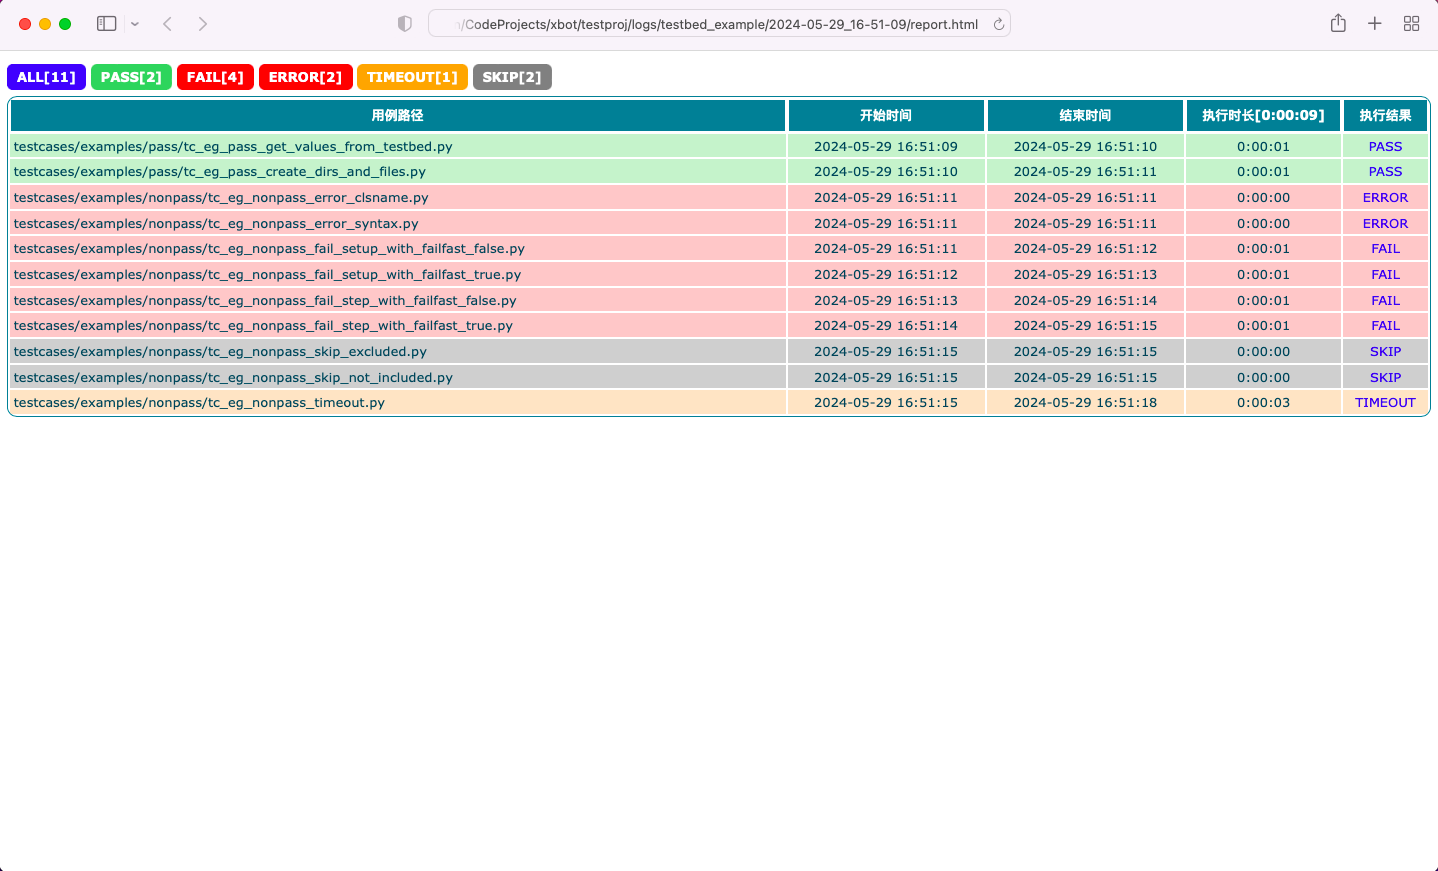 /CodeProjects/xbot/testproj/logs/testbed_example/2024-05-29_16-51-09/report.html
ALL[11] PASS[2] FAIL[4] ERROR[2] TIMEOUT[1] SKIP[2]
用例路径 开始时间 结束时间 执行时长[0:00:09] 执行结果
testcases/examples/pass/tc_eg_pass_get_values_from_testbed.py 2024-05-29 16:51:09 2024-05-29 16:51:10 0:00:01 PASS
testcases/examples/pass/tc_eg_pass_create_dirs_and_files.py 2024-05-29 16:51:10 2024-05-29 16:51:11 0:00:01 PASS
testcases/examples/nonpass/tc_eg_nonpass_error_clsname.py 2024-05-29 16:51:11 2024-05-29 16:51:11 0:00:00 ERROR
testcases/examples/nonpass/tc_eg_nonpass_error_syntax.py 2024-05-29 16:51:11 2024-05-29 16:51:11 0:00:00 ERROR
testcases/examples/nonpass/tc_eg_nonpass_fail_setup_with_failfast_false.py 2024-05-29 16:51:11 2024-05-29 16:51:12 0:00:01 FAIL
testcases/examples/nonpass/tc_eg_nonpass_fail_setup_with_failfast_true.py 2024-05-29 16:51:12 2024-05-29 16:51:13 0:00:01 FAIL
testcases/examples/nonpass/tc_eg_nonpass_fail_step_with_failfast_false.py 2024-05-29 16:51:13 2024-05-29 16:51:14 0:00:01 FAIL
testcases/examples/nonpass/tc_eg_nonpass_fail_step_with_failfast_true.py 2024-05-29 16:51:14 2024-05-29 16:51:15 0:00:01 FAIL
testcases/examples/nonpass/tc_eg_nonpass_skip_excluded.py 2024-05-29 16:51:15 2024-05-29 16:51:15 0:00:00 SKIP
testcases/examples/nonpass/tc_eg_nonpass_skip_not_included.py 2024-05-29 16:51:15 2024-05-29 16:51:15 0:00:00 SKIP
testcases/examples/nonpass/tc_eg_nonpass_timeout.py 2024-05-29 16:51:15 2024-05-29 16:51:18 0:00:03 TIMEOUT